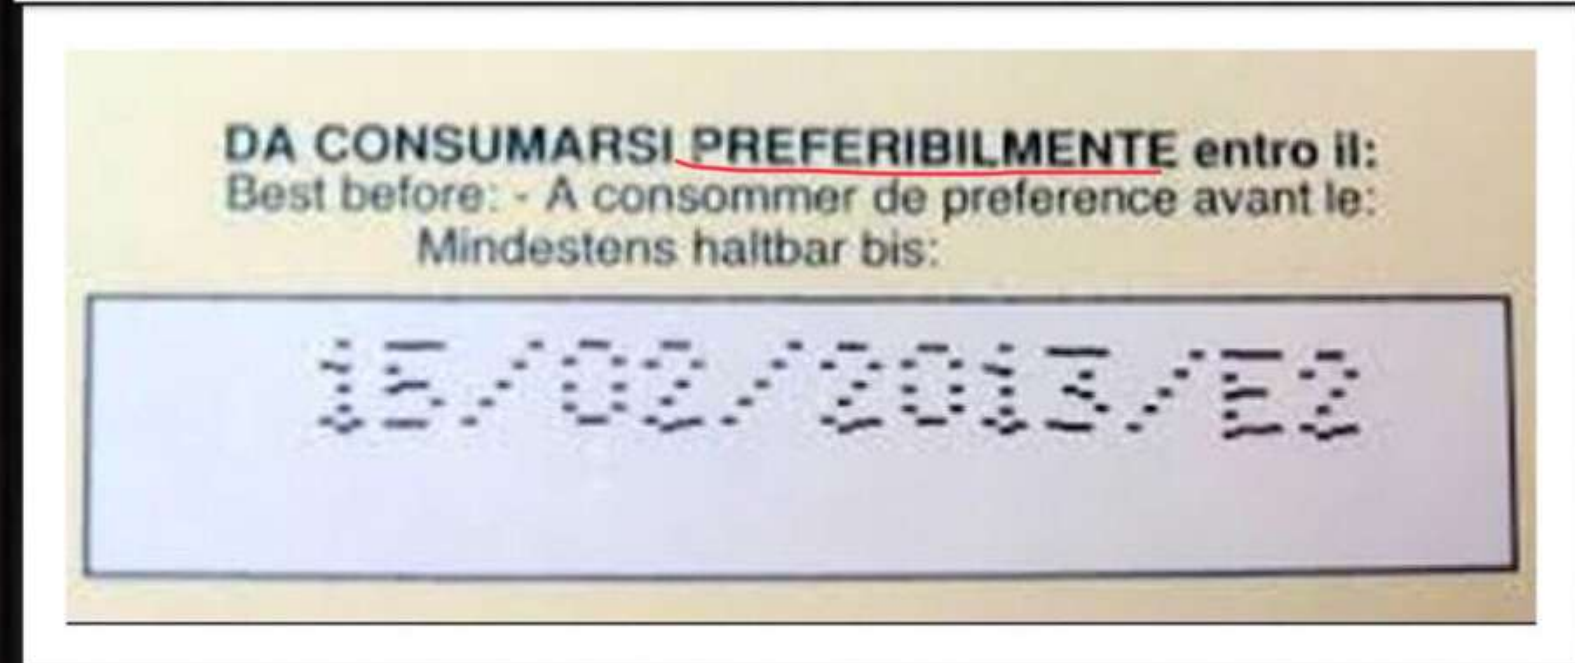 DA CONSUMARSI PREFERIBILMENTE entro il:
Best before: - A consommer de preference avant le:
Mindestens haltbar bis:
15/02/2013/E2